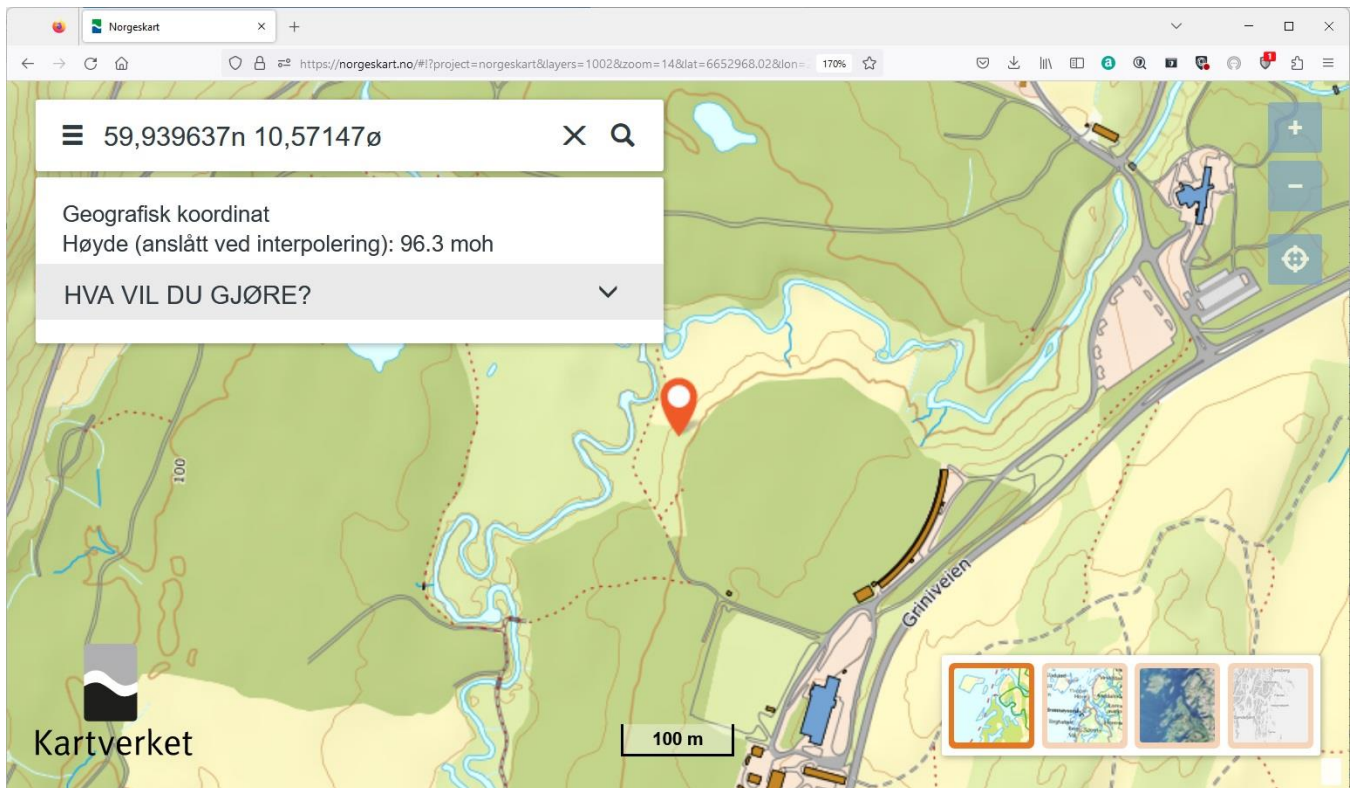 Norgeskart
https://norgeskart.no/#!?project=norgeskart&layers=1002&zoom=14&lat=6652968.02&lon=
170%
1
59,939637n 10,57147ø
Geografisk koordinat
Høyde (anslått ved interpolering): 96.3 moh
HVA VIL DU GJØRE?
100
Griniveien
Kartverket
100 m